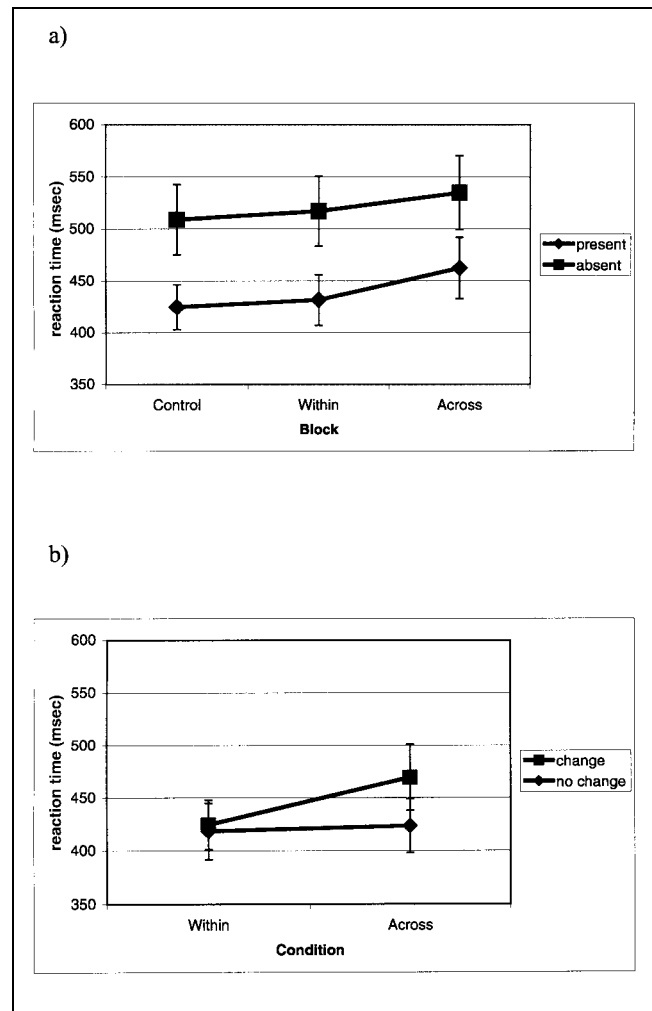 a)
600
550
500
450
400
350
reaction time (msec)
Control
Within
Across
Block
present
absent
b)
600
550
500
450
400
350
reaction time (msec)
Within
Across
Condition
change
no change